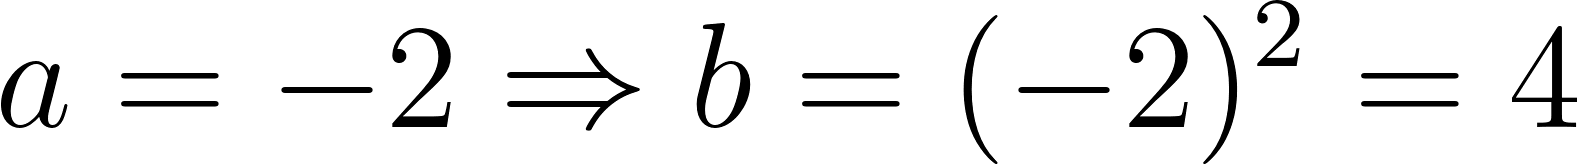 a = −2 ⇒ b = (−2)² = 4